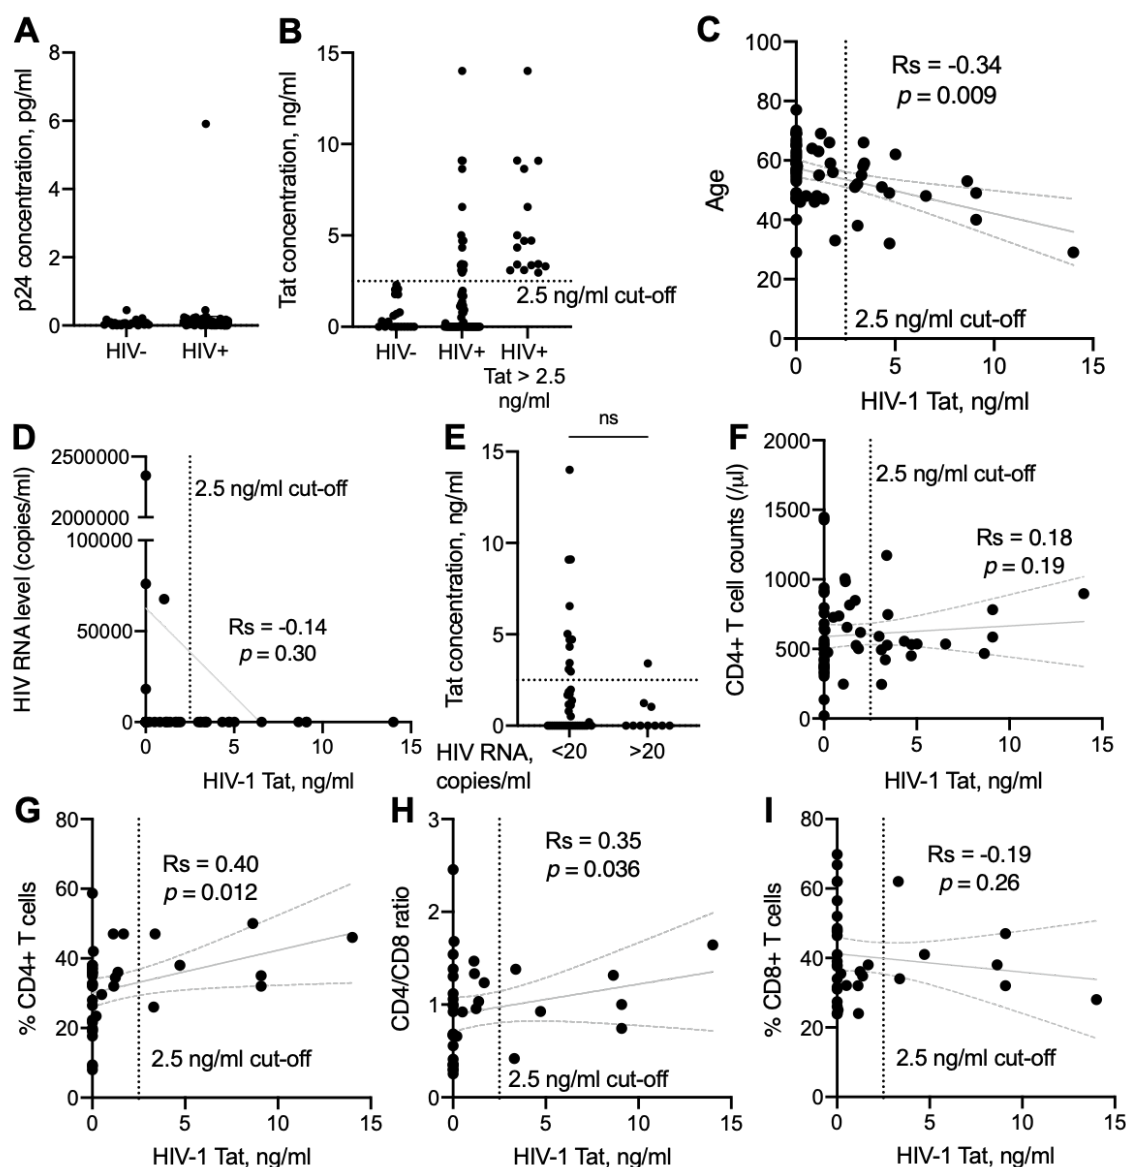 A
p24 concentration, pg/ml
8
6
4
2
0
HIV-
HIV+
B
Tat concentration, ng/ml
15
10
5
0
2.5 ng/ml cut-off
HIV-
HIV+
HIV+
Tat > 2.5
ng/ml
C
Age
100
80
60
40
20
0
Rs = -0.34
p = 0.009
2.5 ng/ml cut-off
0
5
10
15
HIV-1 Tat, ng/ml
D
HIV RNA level (copies/ml)
2500000
2000000
100000
50000
0
2.5 ng/ml cut-off
Rs = -0.14
p = 0.30
0
5
10
15
HIV-1 Tat, ng/ml
E
Tat concentration, ng/ml
ns
15
10
5
0
HIV RNA,
copies/ml
<20
>20
F
CD4+ T cell counts (/µl)
2000
1500
1000
500
0
2.5 ng/ml cut-off
Rs = 0.18
p = 0.19
0
5
10
15
HIV-1 Tat, ng/ml
G
% CD4+ T cells
80
60
40
20
0
Rs = 0.40
p = 0.012
2.5 ng/ml cut-off
0
5
10
15
HIV-1 Tat, ng/ml
H
CD4/CD8 ratio
3
2
1
0
Rs = 0.35
p = 0.036
2.5 ng/ml cut-off
0
5
10
15
HIV-1 Tat, ng/ml
I
% CD8+ T cells
80
60
40
20
0
Rs = -0.19
p = 0.26
2.5 ng/ml cut-off
0
5
10
15
HIV-1 Tat, ng/ml